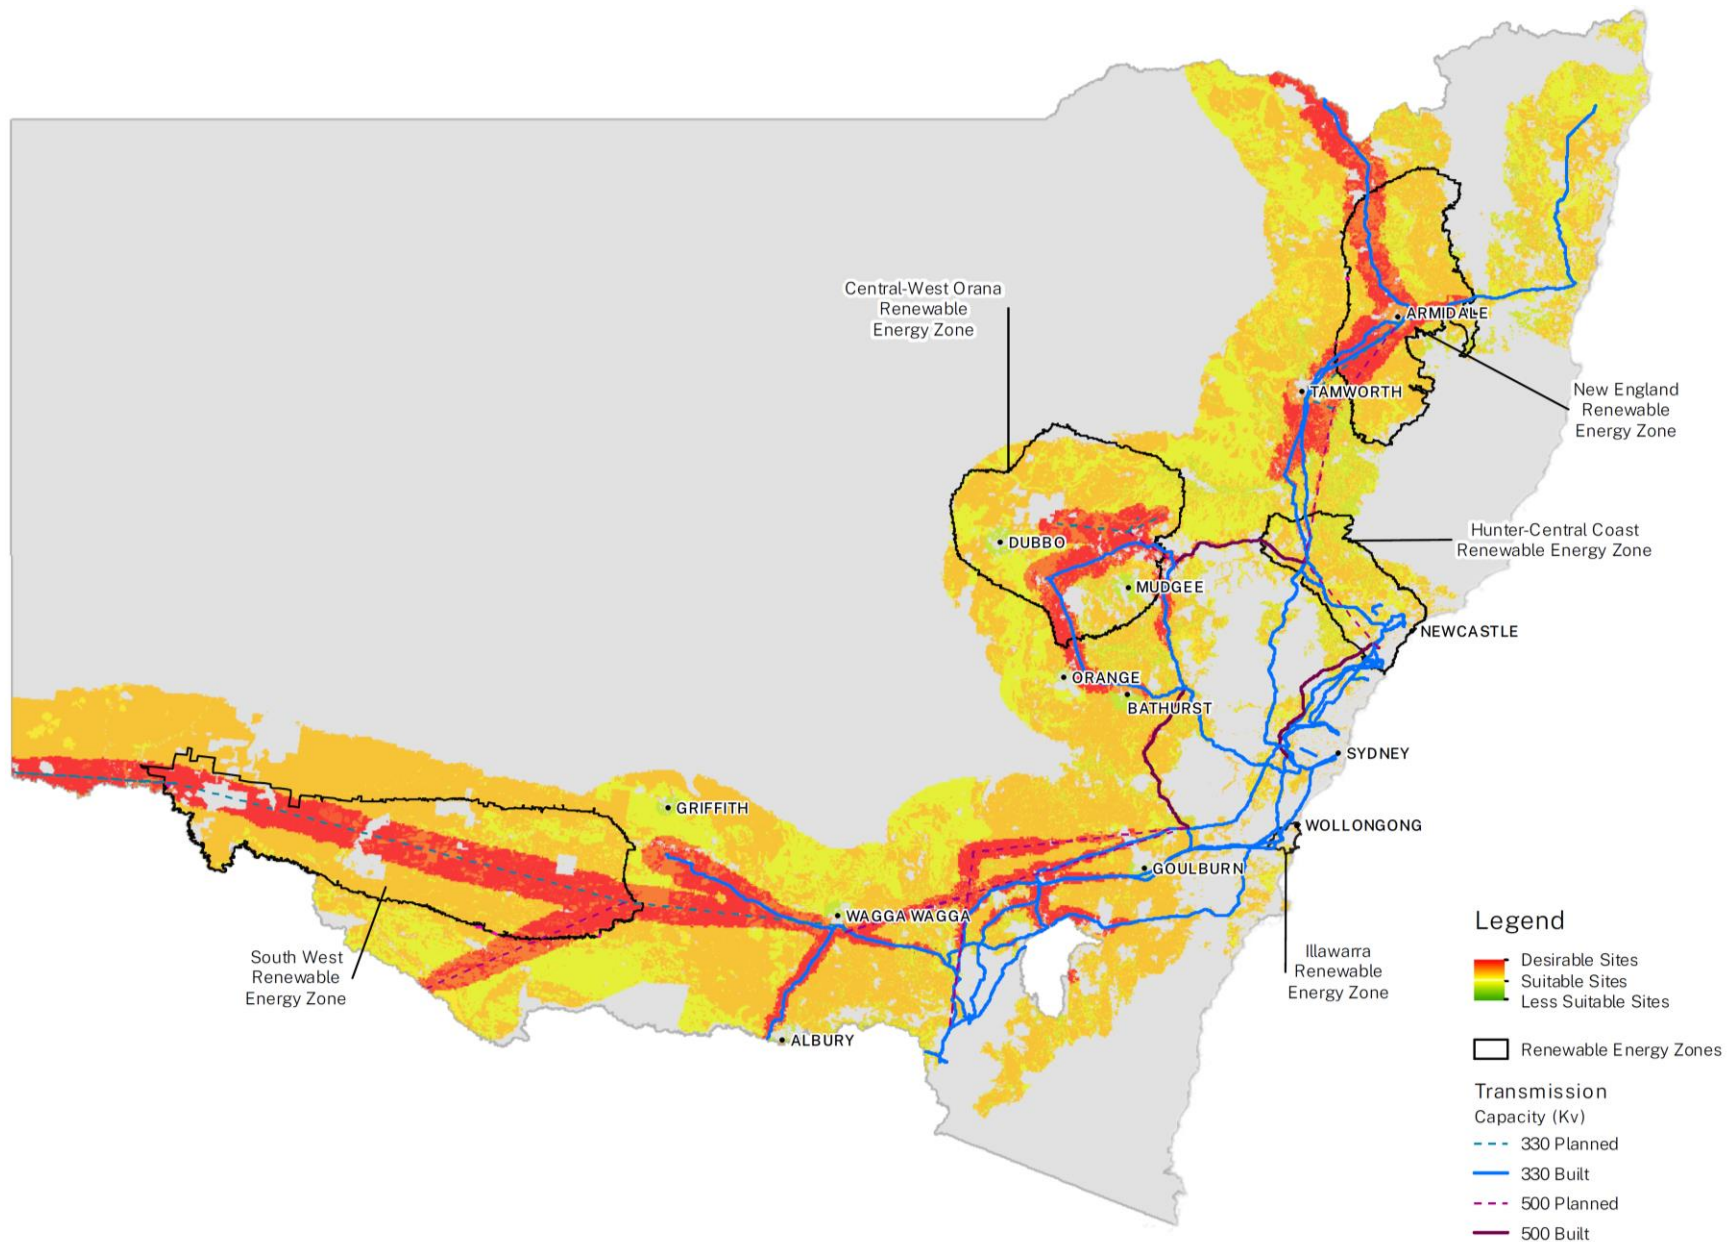 Central-West Orana
Renewable
Energy Zone
ARMIDALE
TAMWORTH
New England
Renewable
Energy Zone
DUBBO
Hunter-Central Coast
Renewable Energy Zone
MUDGEE
NEWCASTLE
ORANGE
BATHURST
SYDNEY
GRIFFITH
WOLLONGONG
GOULBURN
WAGGA WAGGA
South West
Renewable
Energy Zone
Illawarra
Renewable
Energy Zone
ALBURY
Legend
Desirable Sites
Suitable Sites
Less Suitable Sites
Renewable Energy Zones
Transmission
Capacity (Kv)
330 Planned
330 Built
500 Planned
500 Built